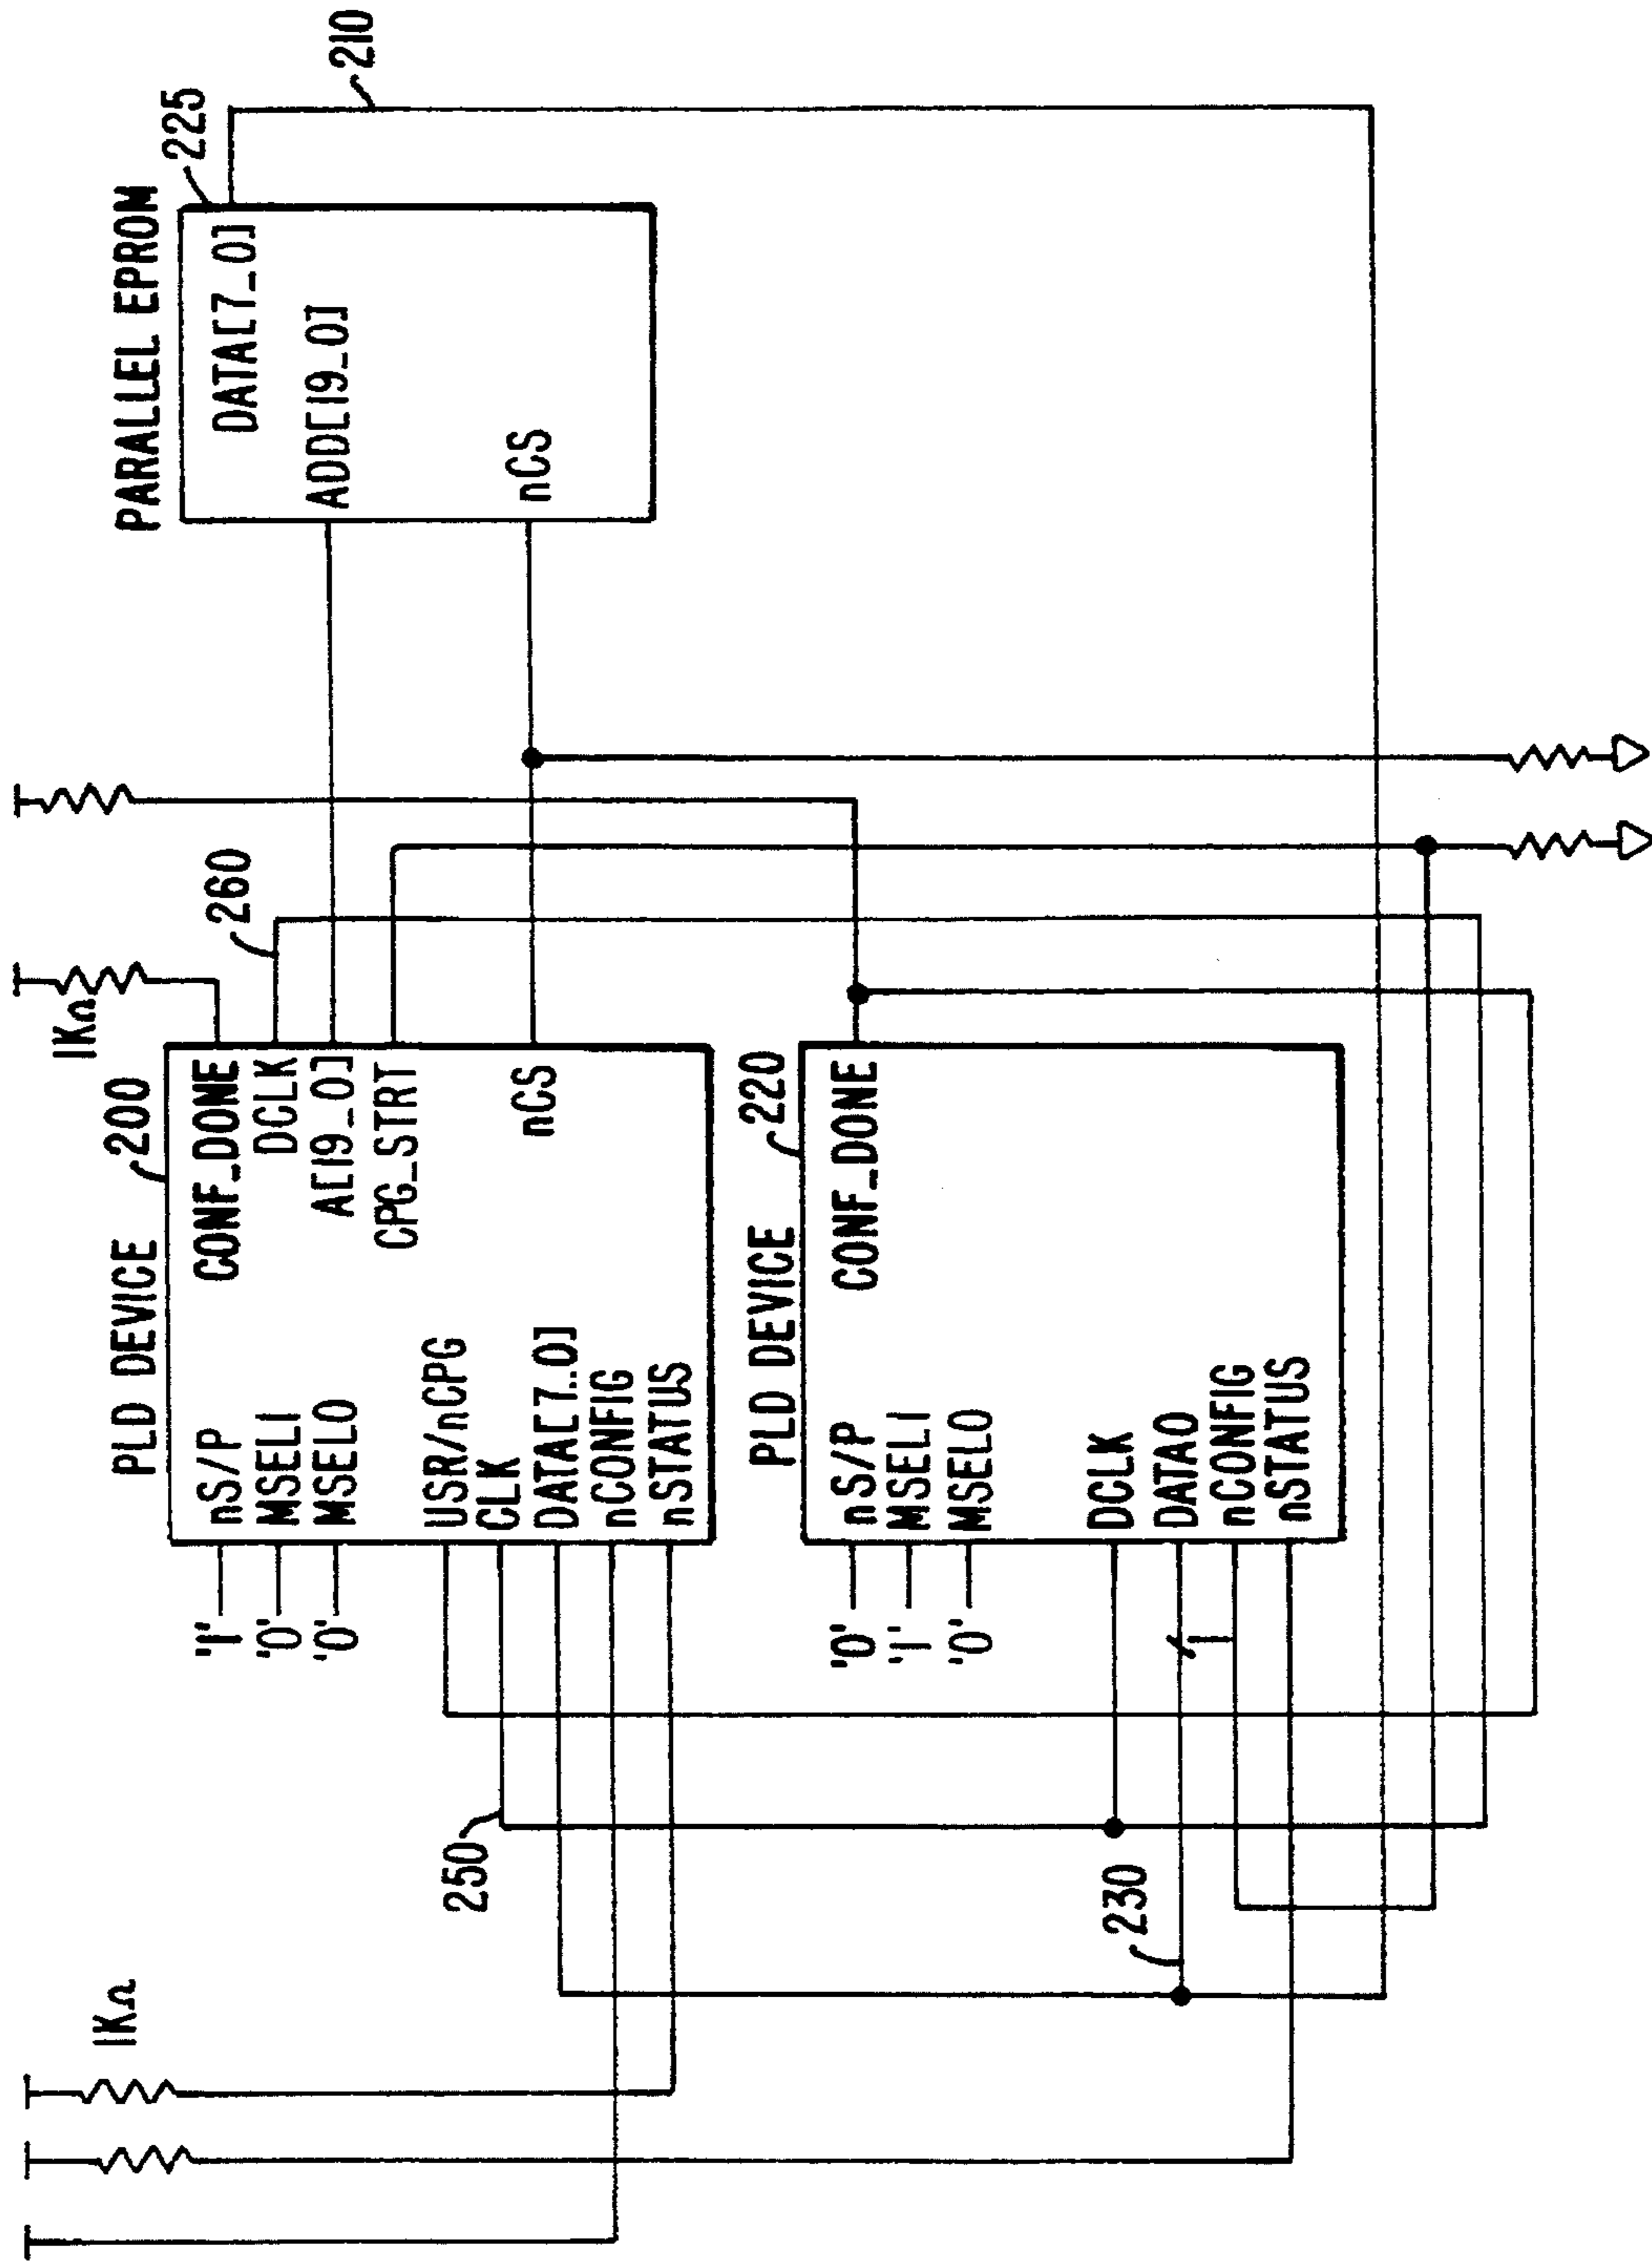 1KΩ
1KΩ
PLD DEVICE
200
nS/P
MSEL1
MSEL0
USR/nCPG
CLK
DATA[7..0]
nCONFIG
nSTATUS
CONF_DONE
DCLK
A[19_0]
CPG_STRT
nCS
'1'
'0'
'0'
250
260
PARALLEL EPROM
225
DATA[7_0]
ADD[19_0]
nCS
210
PLD DEVICE
220
nS/P
MSEL1
MSEL0
DCLK
DATA0
nCONFIG
nSTATUS
CONF_DONE
'0'
'1'
'0'
1
230